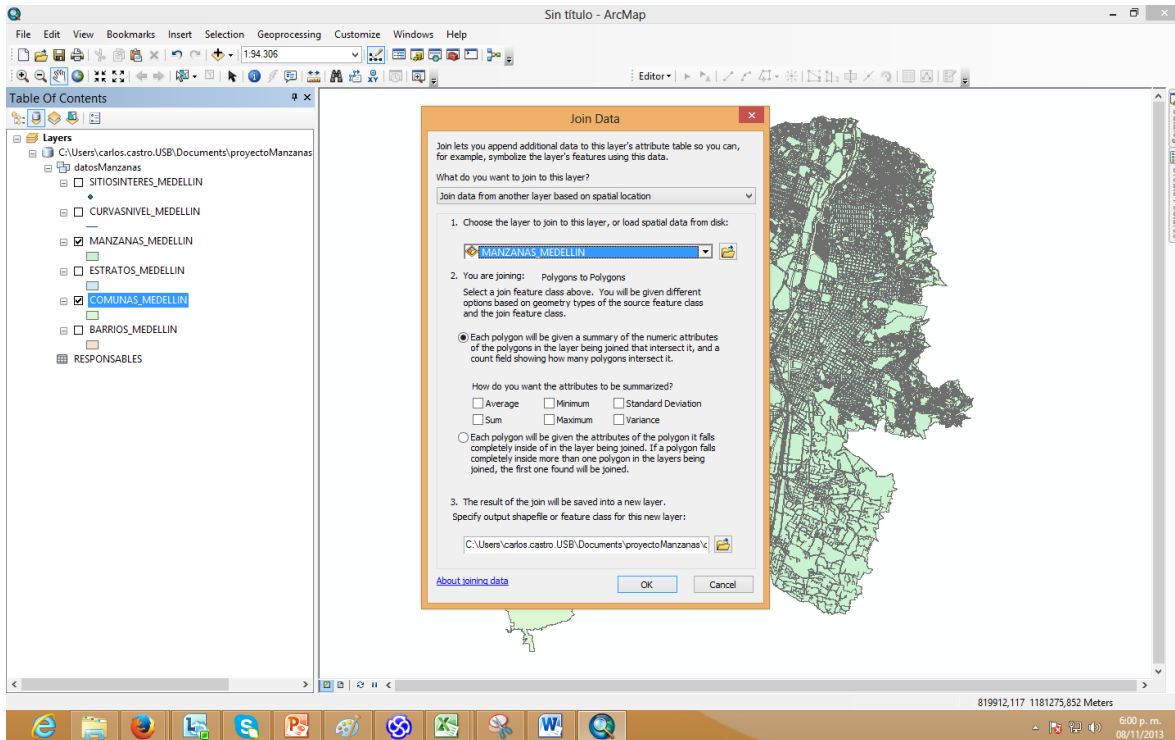 Sin título - ArcMap
File Edit View Bookmarks Insert Selection Geoprocessing Customize Windows Help
1:94.306
Editor
Table Of Contents
Layers
C:\Users\carlos.castro.USB\Documents\proyectoManzanas
datosManzanas
SITIOSINTERES_MEDELLIN
CURVASNIVEL_MEDELLIN
MANZANAS_MEDELLIN
ESTRATOS_MEDELLIN
COMUNAS_MEDELLIN
BARRIOS_MEDELLIN
RESPONSABLES
Join Data
Join lets you append additional data to this layer's attribute table so you can,
for example, symbolize the layer's features using this data.
What do you want to join to this layer?
Join data from another layer based on spatial location
1. Choose the layer to join to this layer, or load spatial data from disk:
MANZANAS_MEDELLIN
2. You are joining: Polygons to Polygons
Select a join feature class above. You will be given different
options based on geometry types of the source feature class
and the join feature class.
Each polygon will be given a summary of the numeric attributes
of the polygons in the layer being joined that intersect it, and a
count field showing how many polygons intersect it.
How do you want the attributes to be summarized?
Average Minimum Standard Deviation
Sum Maximum Variance
Each polygon will be given the attributes of the polygon it falls
completely inside of in the layer being joined. If a polygon falls
completely inside more than one polygon in the layers being
joined, the first one found will be joined.
3. The result of the join will be saved into a new layer.
Specify output shapefile or feature class for this new layer:
C:\Users\carlos.castro.USB\Documents\proyectoManzanas\
About joining data
OK Cancel
819912,117 1181275,852 Meters
6:00 p. m.
08/11/2013